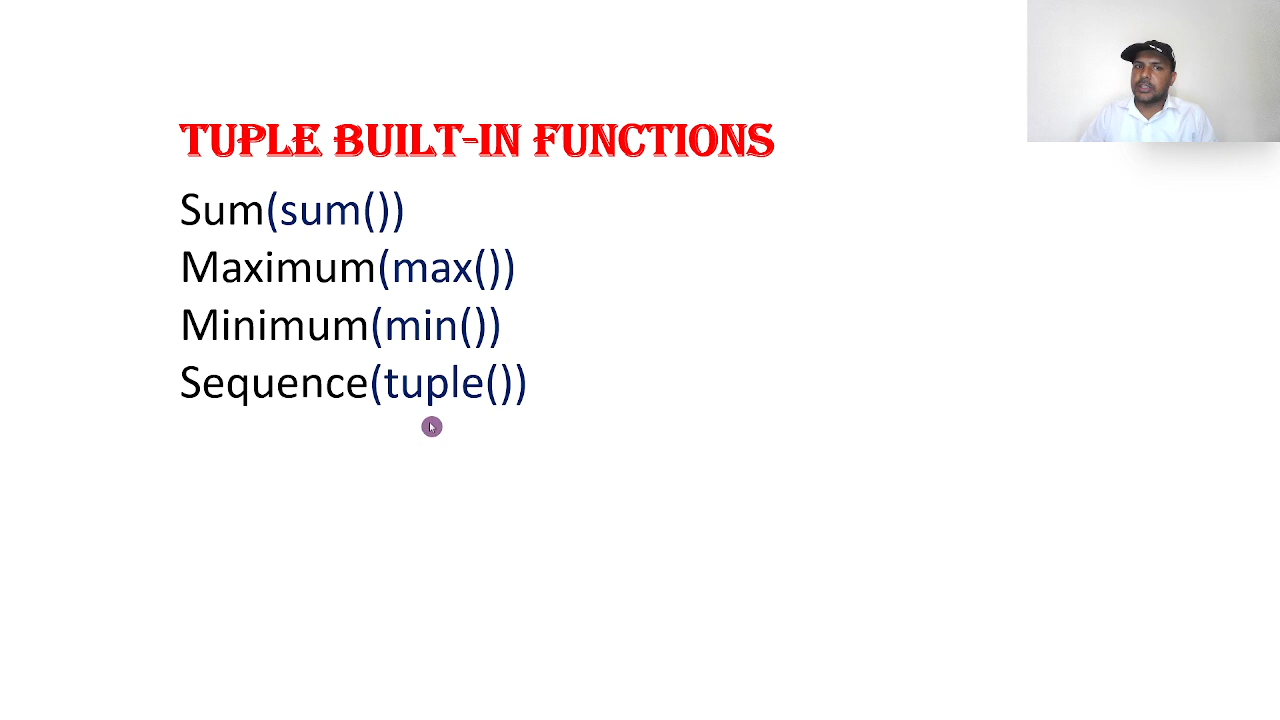 TUPLE BUILT-IN FUNCTIONS
Sum(sum())
Maximum(max())
Minimum(min())
Sequence(tuple())